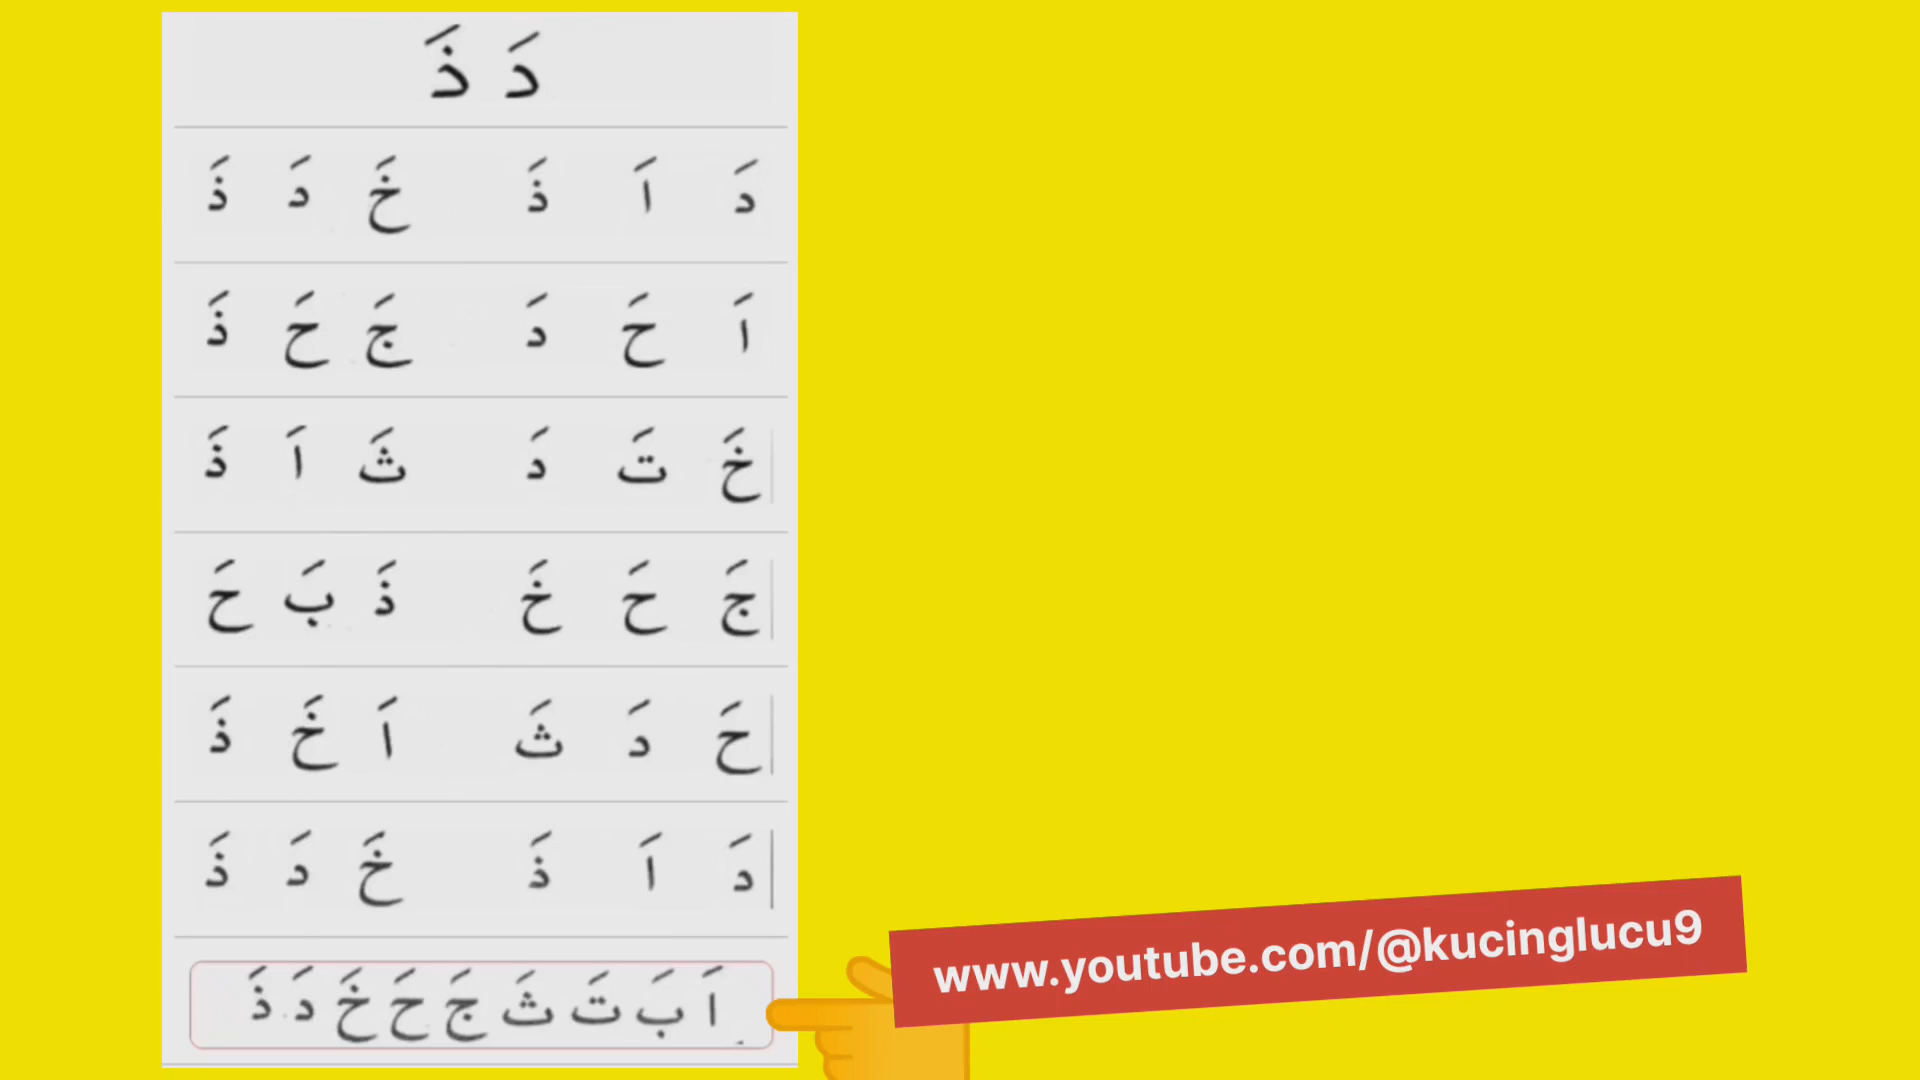 دَ ذَ
دَ اَ ذَ خَ دَ ذَ
اَ حَ دَ جَ حَ ذَ
خَ تَ دَ ثَ اَ ذَ
جَ حَ خَ ذَ بَ حَ
حَ دَ ثَ اَ خَ ذَ
دَ اَ ذَ خَ دَ ذَ
اَ بَ تَ ثَ جَ حَ خَ دَ ذَ
www.youtube.com/@kucinglucu9